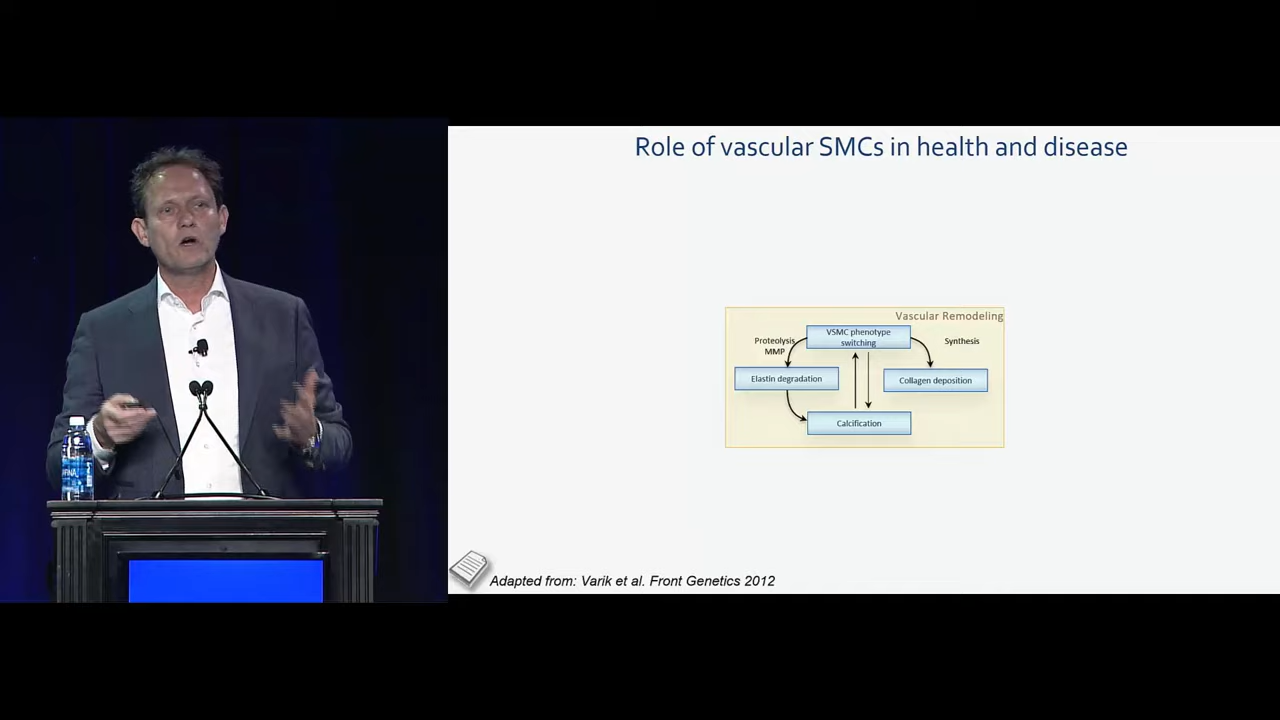 Role of vascular SMCs in health and disease
Vascular Remodeling
VSMC phenotype
switching
Proteolysis
MMP
Synthesis
Elastin degradation
Collagen deposition
Calcification
Adapted from: Varik et al. Front Genetics 2012